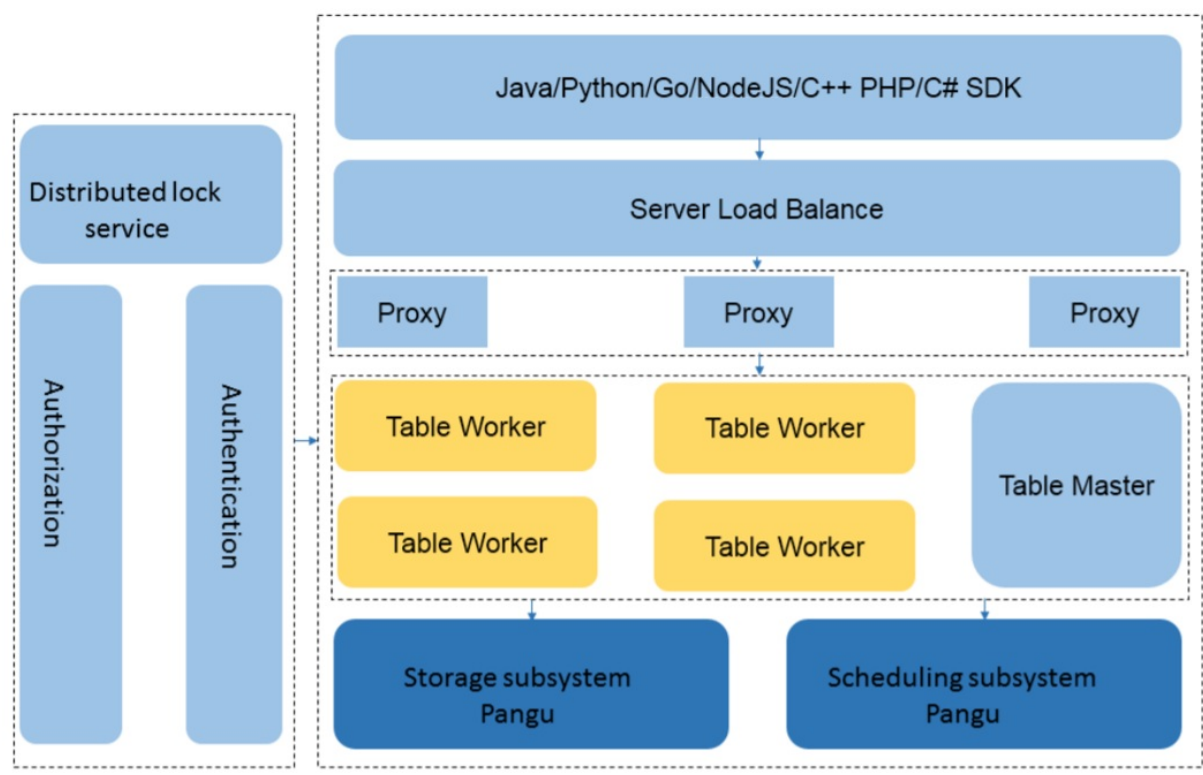 Java/Python/Go/NodeJS/C++ PHP/C# SDK
Distributed lock
service
Server Load Balance
Proxy
Proxy
Proxy
Authorization
Authentication
Table Worker
Table Worker
Table Master
Table Worker
Table Worker
Storage subsystem
Pangu
Scheduling subsystem
Pangu